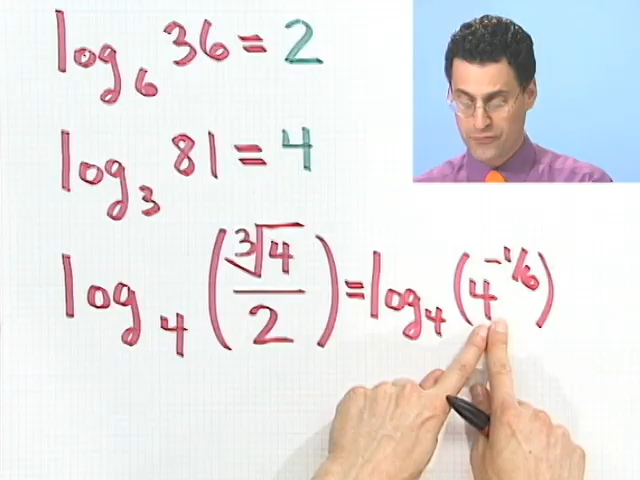 log₆ 36 = 2
log₃ 81 = 4
log₄ (∛4 / 2) = log₄ (4^-1/6)